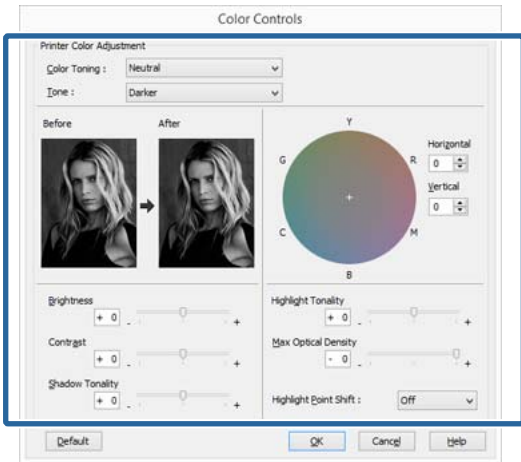 Color Controls
Printer Color Adjustment
Color Toning : Neutral
Tone : Darker
Before After
Y
G R
C M
B
Horizontal
0
Vertical
0
Brightness
+ 0 - +
Contrast
+ 0 - +
Shadow Tonality
+ 0 - +
Highlight Tonality
+ 0 - +
Max Optical Density
- 0 - +
Highlight Point Shift : Off
Default OK Cancel Help